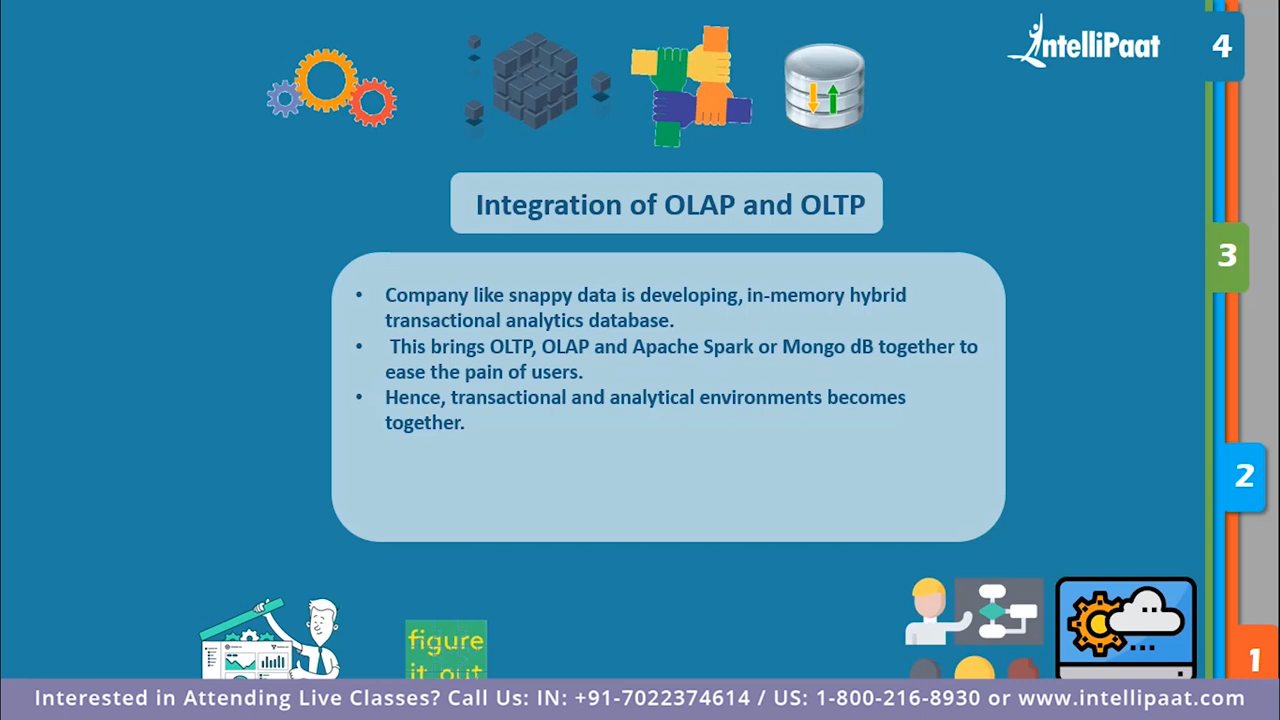 IntelliPaat
4
Integration of OLAP and OLTP
3
• Company like snappy data is developing, in-memory hybrid
transactional analytics database.
• This brings OLTP, OLAP and Apache Spark or Mongo dB together to
ease the pain of users.
• Hence, transactional and analytical environments becomes
together.
2
figure
it out
1
Interested in Attending Live Classes? Call Us: IN: +91-7022374614 / US: 1-800-216-8930 or www.intellipaat.com